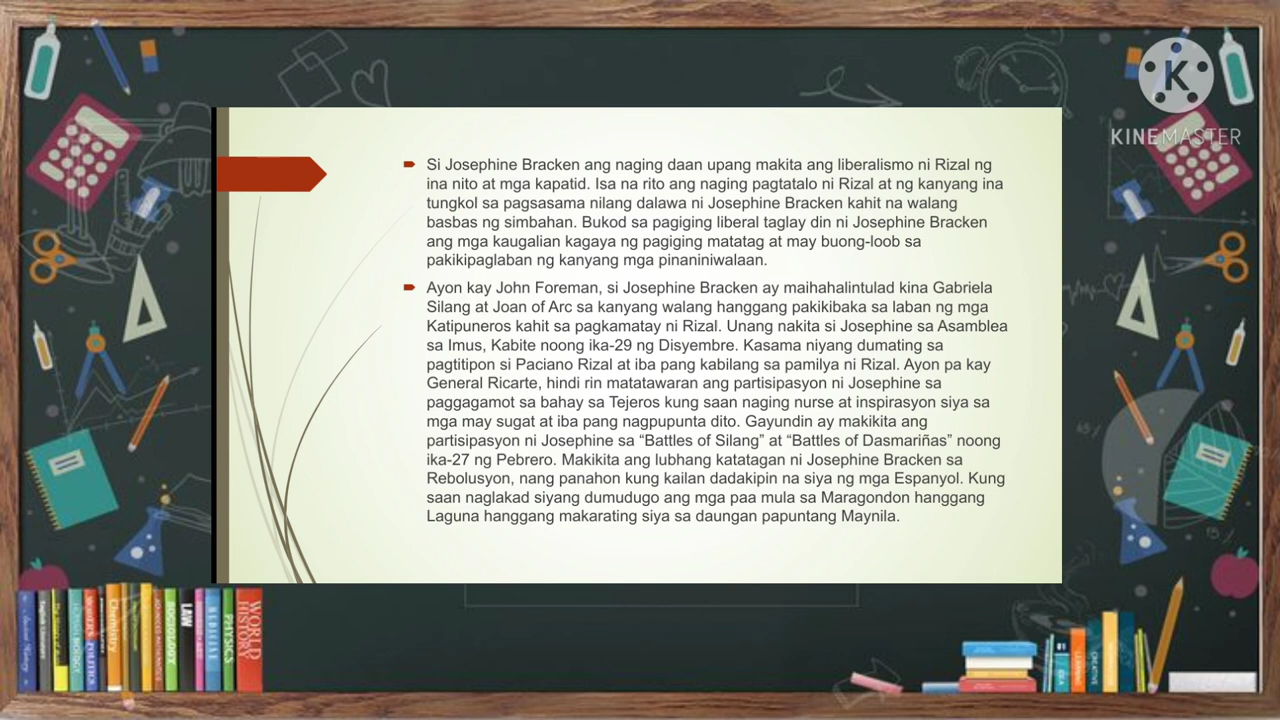 KINEMASTER
Si Josephine Bracken ang naging daan upang makita ang liberalismo ni Rizal ng
ina nito at mga kapatid. Isa na rito ang naging pagtatalo ni Rizal at ng kanyang ina
tungkol sa pagsasama nilang dalawa ni Josephine Bracken kahit na walang
basbas ng simbahan. Bukod sa pagiging liberal taglay din ni Josephine Bracken
ang mga kaugalian kagaya ng pagiging matatag at may buong-loob sa
pakikipaglaban ng kanyang mga pinaniniwalaan.
Ayon kay John Foreman, si Josephine Bracken ay maihahalintulad kina Gabriela
Silang at Joan of Arc sa kanyang walang hanggang pakikibaka sa laban ng mga
Katipuneros kahit sa pagkamatay ni Rizal. Unang nakita si Josephine sa Asamblea
sa Imus, Kabite noong ika-29 ng Disyembre. Kasama niyang dumating sa
pagtitipon si Paciano Rizal at iba pang kabilang sa pamilya ni Rizal. Ayon pa kay
General Ricarte, hindi rin matatawaran ang partisipasyon ni Josephine sa
paggagamot sa bahay sa Tejeros kung saan naging nurse at inspirasyon siya sa
mga may sugat at iba pang nagpupunta dito. Gayundin ay makikita ang
partisipasyon ni Josephine sa “Battles of Silang” at “Battles of Dasmariñas” noong
ika-27 ng Pebrero. Makikita ang lubhang katatagan ni Josephine Bracken sa
Rebolusyon, nang panahon kung kailan dadakipin na siya ng mga Espanyol. Kung
saan naglakad siyang dumudugo ang mga paa mula sa Maragondon hanggang
Laguna hanggang makarating siya sa daungan papuntang Maynila.
Chemistry
SOCIOLOGY
LAW
MEDICINE
PHYSICS
WORLD HISTORY
POLITICS